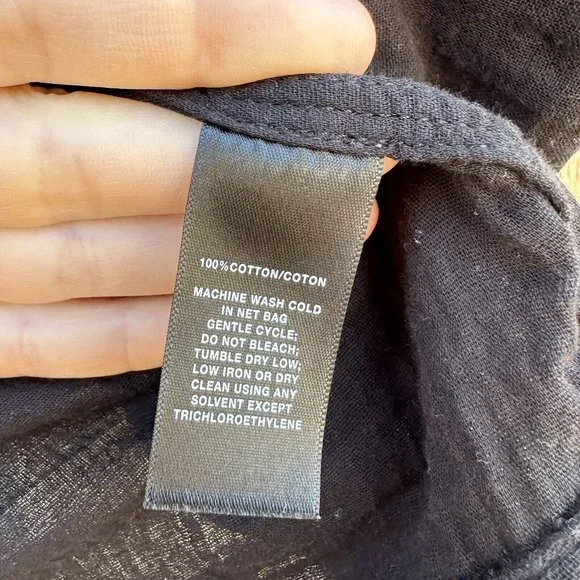 100%COTTON/COTON
MACHINE WASH COLD
IN NET BAG
GENTLE CYCLE;
DO NOT BLEACH;
TUMBLE DRY LOW;
LOW IRON OR DRY
CLEAN USING ANY
SOLVENT EXCEPT
TRICHLOROETHYLENE